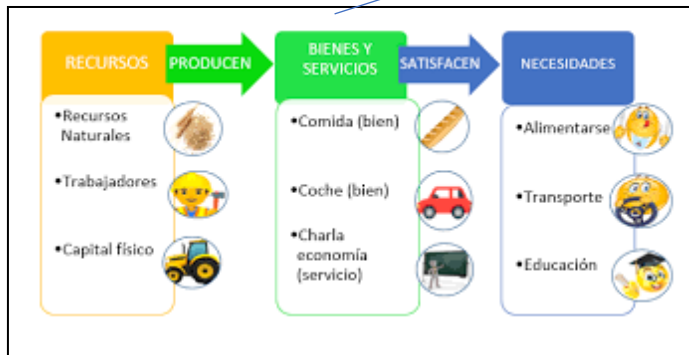 RECURSOS
PRODUCEN
BIENES Y
SERVICIOS
SATISFACEN
NECESIDADES
•Recursos
Naturales
•Trabajadores
•Capital físico
•Comida (bien)
•Coche (bien)
•Charla
economía
(servicio)
•Alimentarse
•Transporte
•Educación